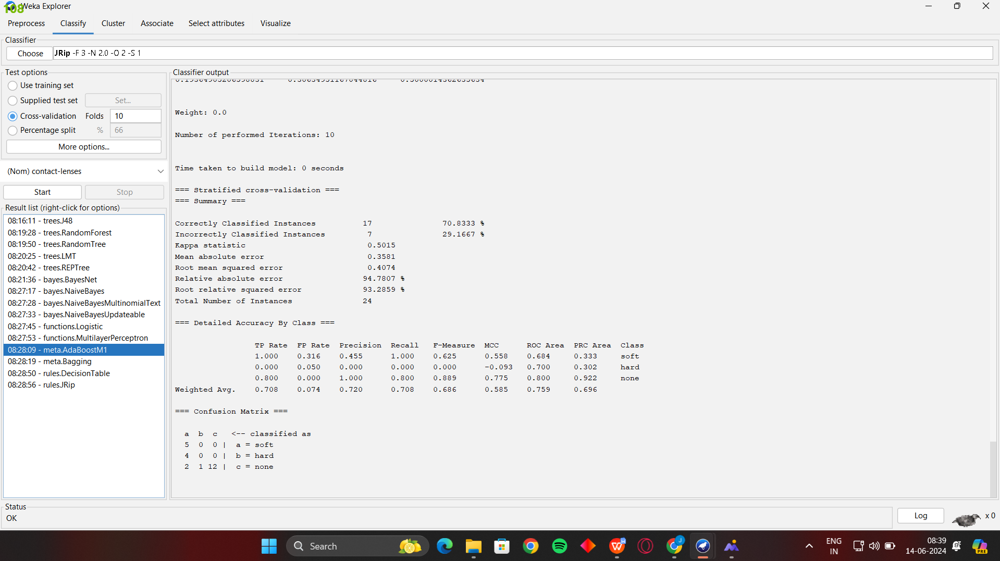 108
Weka Explorer
Preprocess Classify Cluster Associate Select attributes Visualize
Classifier
Choose JRip -F 3 -N 2.0 -O 2 -S 1
Test options
Use training set
Supplied test set Set...
Cross-validation Folds 10
Percentage split % 66
More options...
(Nom) contact-lenses
Start Stop
Result list (right-click for options)
08:16:11 - trees.J48
08:19:28 - trees.RandomForest
08:19:50 - trees.RandomTree
08:20:25 - trees.LMT
08:20:42 - trees.REPTree
08:21:36 - bayes.BayesNet
08:27:17 - bayes.NaiveBayes
08:27:28 - bayes.NaiveBayesMultinomialText
08:27:33 - bayes.NaiveBayesUpdateable
08:27:45 - functions.Logistic
08:27:53 - functions.MultilayerPerceptron
08:28:09 - meta.AdaBoostM1
08:28:19 - meta.Bagging
08:28:50 - rules.DecisionTable
08:28:56 - rules.JRip
Classifier output
Weight: 0.0
Number of performed Iterations: 10
Time taken to build model: 0 seconds
=== Stratified cross-validation ===
=== Summary ===
Correctly Classified Instances 17 70.8333 %
Incorrectly Classified Instances 7 29.1667 %
Kappa statistic 0.5015
Mean absolute error 0.3581
Root mean squared error 0.4074
Relative absolute error 94.7807 %
Root relative squared error 93.2859 %
Total Number of Instances 24
=== Detailed Accuracy By Class ===
TP Rate FP Rate Precision Recall F-Measure MCC ROC Area PRC Area Class
1.000 0.316 0.455 1.000 0.625 0.558 0.684 0.333 soft
0.000 0.050 0.000 0.000 0.000 -0.093 0.700 0.302 hard
0.800 0.000 1.000 0.800 0.889 0.775 0.800 0.922 none
Weighted Avg. 0.708 0.074 0.720 0.708 0.686 0.585 0.759 0.696
=== Confusion Matrix ===
a b c <-- classified as
5 0 0 | a = soft
4 0 0 | b = hard
2 1 12 | c = none
Status
OK
Log x 0
Search
ENG
IN
08:39
14-06-2024
PRE